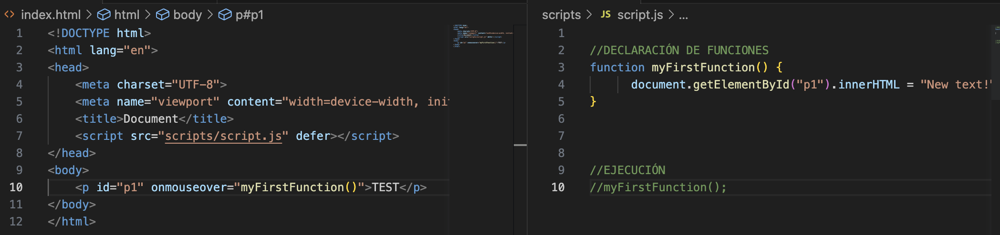 index.html > html > body > p#p1
1 <!DOCTYPE html>
2 <html lang="en">
3 <head>
4 <meta charset="UTF-8">
5 <meta name="viewport" content="width=device-width, ini
6 <title>Document</title>
7 <script src="scripts/script.js" defer></script>
8 </head>
9 <body>
10 <p id="p1" onmouseover="myFirstFunction()">TEST</p>
11 </body>
12 </html>
scripts > JS script.js > ...
1
2 //DECLARACIÓN DE FUNCIONES
3 function myFirstFunction() {
4 document.getElementById("p1").innerHTML = "New text!"
5 }
6
7
8
9 //EJECUCIÓN
10 //myFirstFunction();